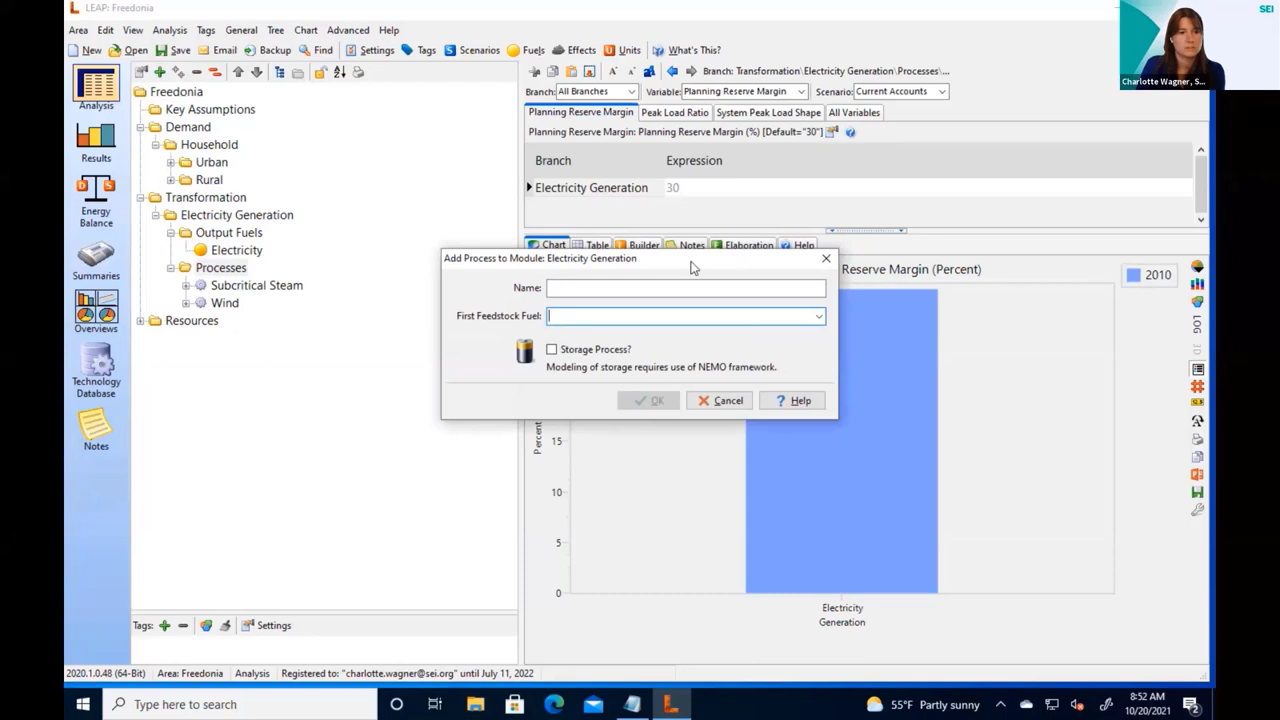 LEAP: Freedonia
SEI
Charlotte Wagner, S...
Area Edit View Analysis Tags General Tree Chart Advanced Help
New Open Save Email Backup Find Settings Tags Scenarios Fuels Effects Units What's This?
Analysis
Results
Energy Balance
Summaries
Overviews
Technology Database
Notes
Freedonia
Key Assumptions
Demand
Household
Urban
Rural
Transformation
Electricity Generation
Output Fuels
Electricity
Processes
Subcritical Steam
Wind
Resources
Branch: Transformation\Electricity Generation\Processes\...
Branch: All Branches Variable: Planning Reserve Margin Scenario: Current Accounts
Planning Reserve Margin Peak Load Ratio System Peak Load Shape All Variables
Planning Reserve Margin: Planning Reserve Margin (%) [Default="30"]
Branch Expression
Electricity Generation 30
Chart Table Builder Notes Elaboration Help
Add Process to Module: Electricity Generation
Name:
First Feedstock Fuel:
Storage Process?
Modeling of storage requires use of NEMO framework.
OK Cancel Help
Reserve Margin (Percent)
2010
LOG
3D
15
10
5
0
Electricity
Generation
Tags: Settings
2020.1.0.48 (64-Bit) Area: Freedonia Analysis Registered to: "charlotte.wagner@sei.org" until July 11, 2022
Type here to search
55°F Partly sunny
8:52 AM
10/20/2021
2